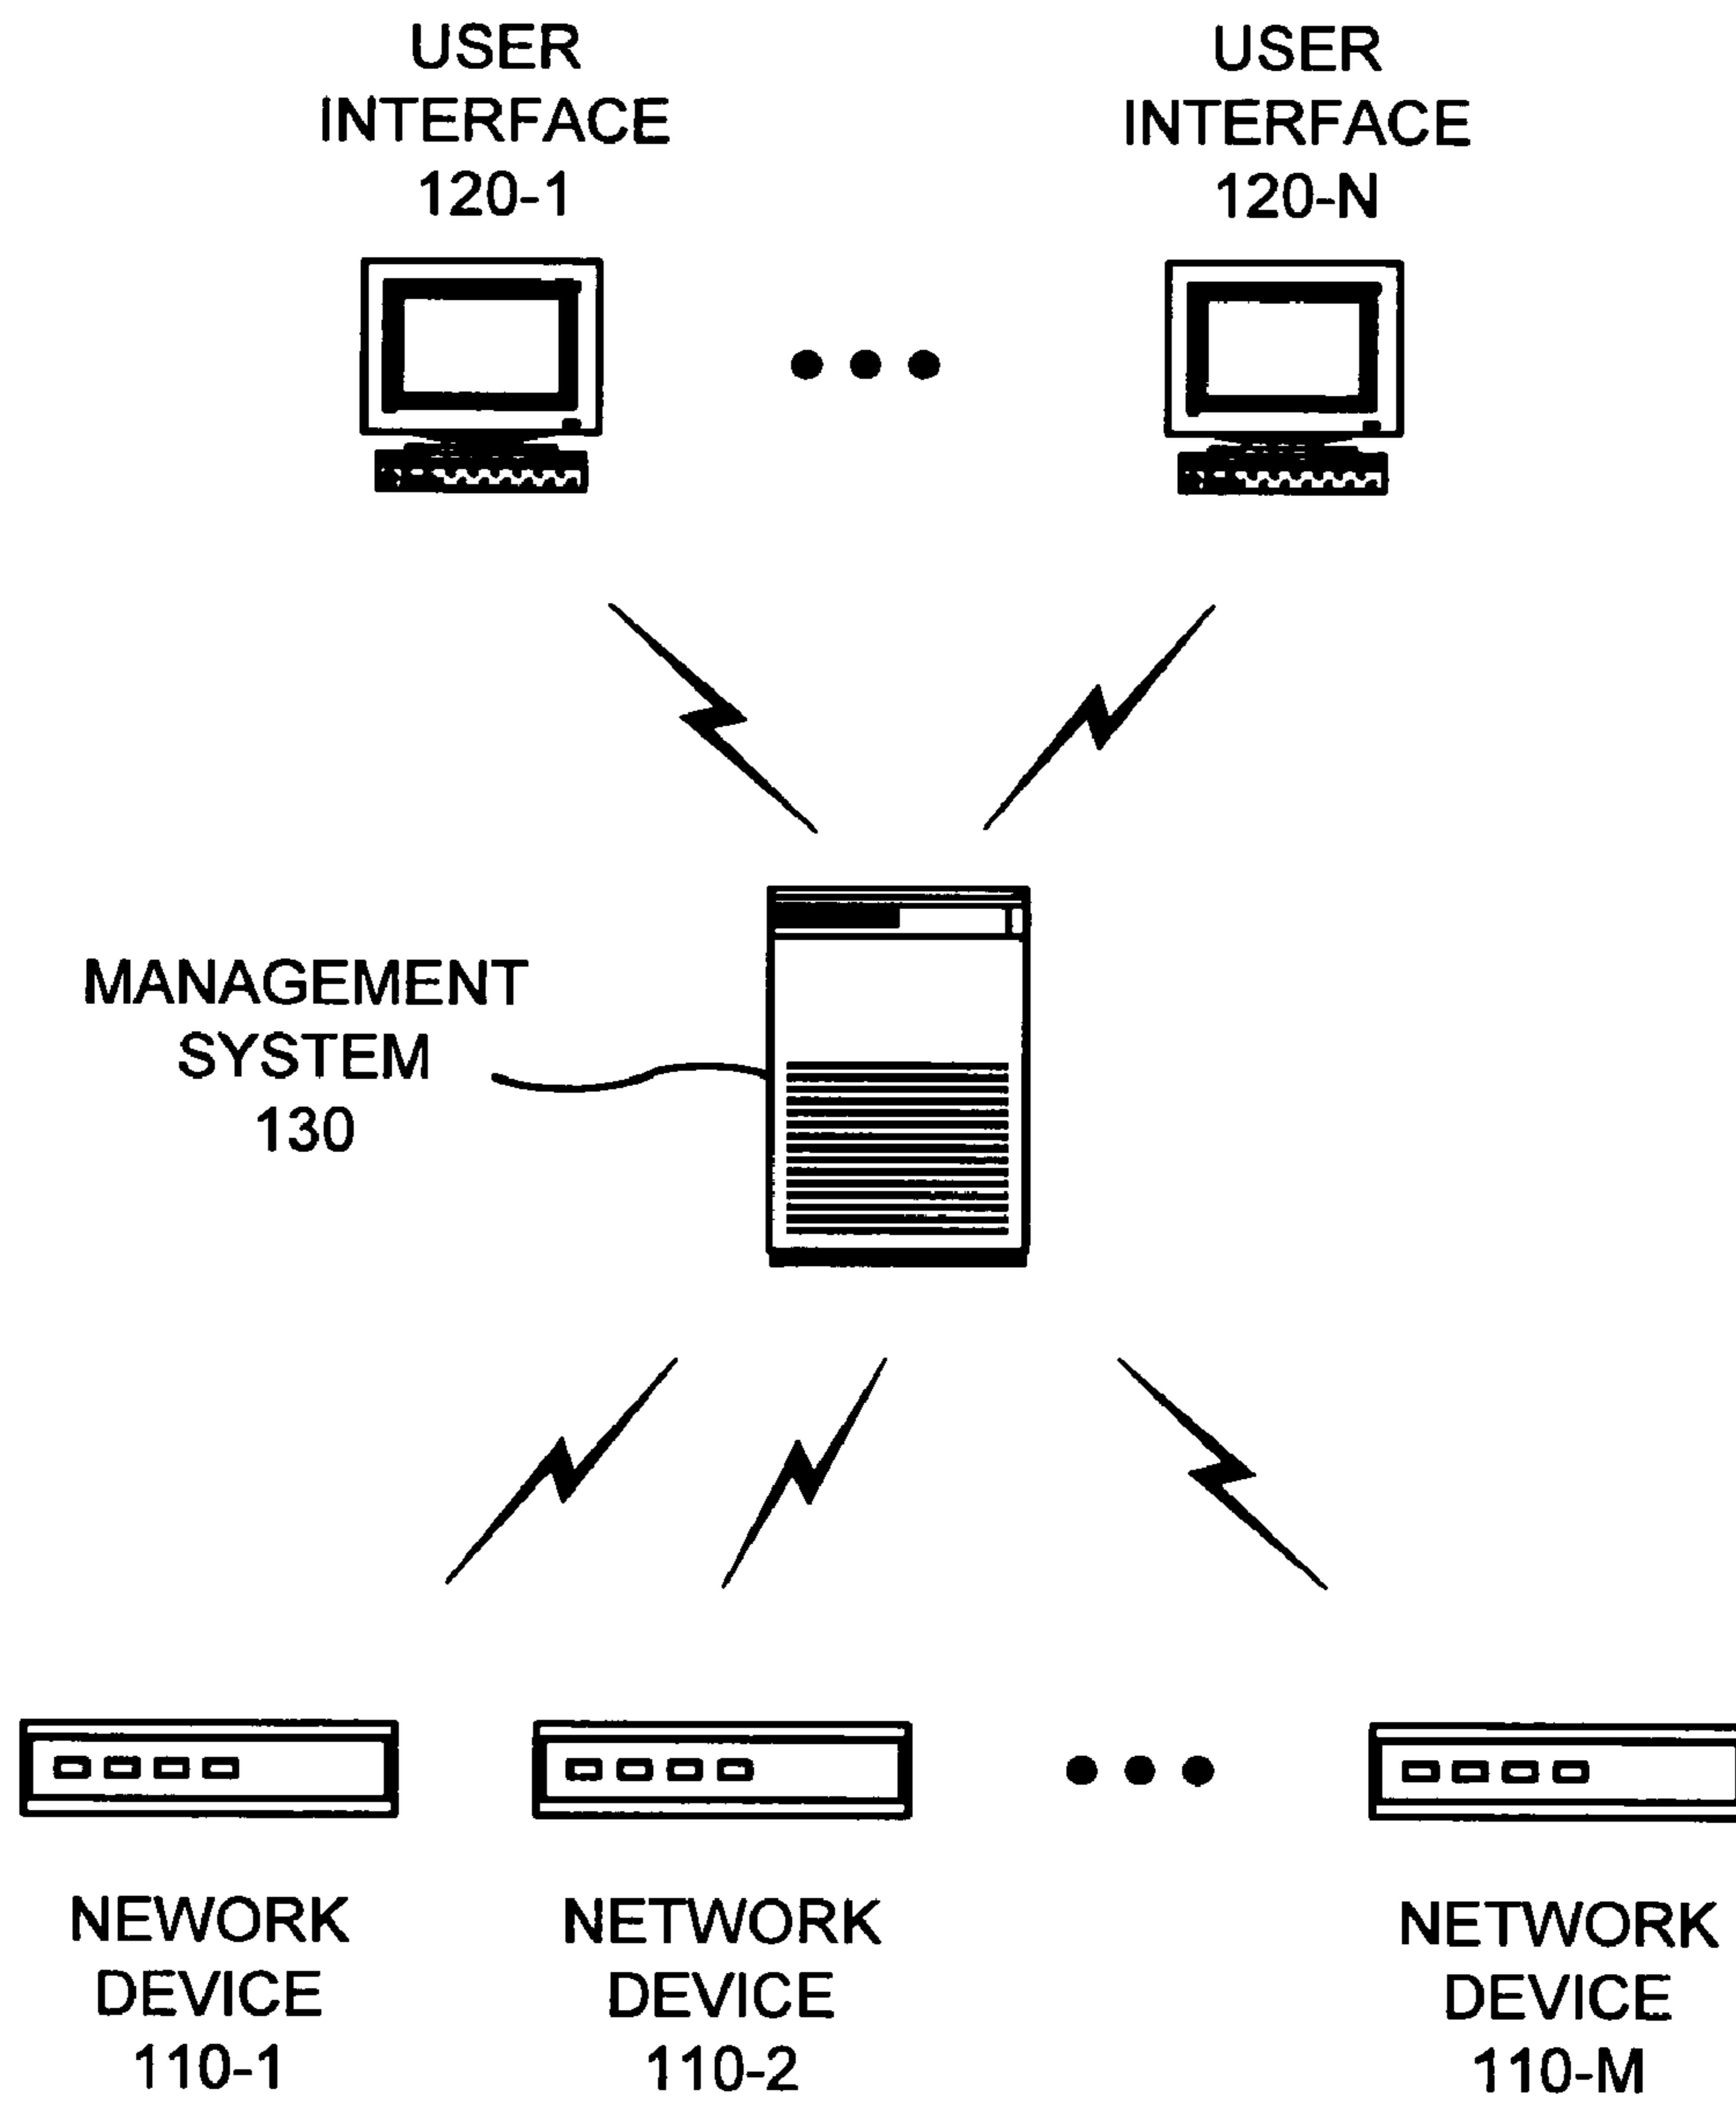 USER
INTERFACE
120-1
USER
INTERFACE
120-N
MANAGEMENT
SYSTEM
130
NEWORK
DEVICE
110-1
NETWORK
DEVICE
110-2
NETWORK
DEVICE
110-M